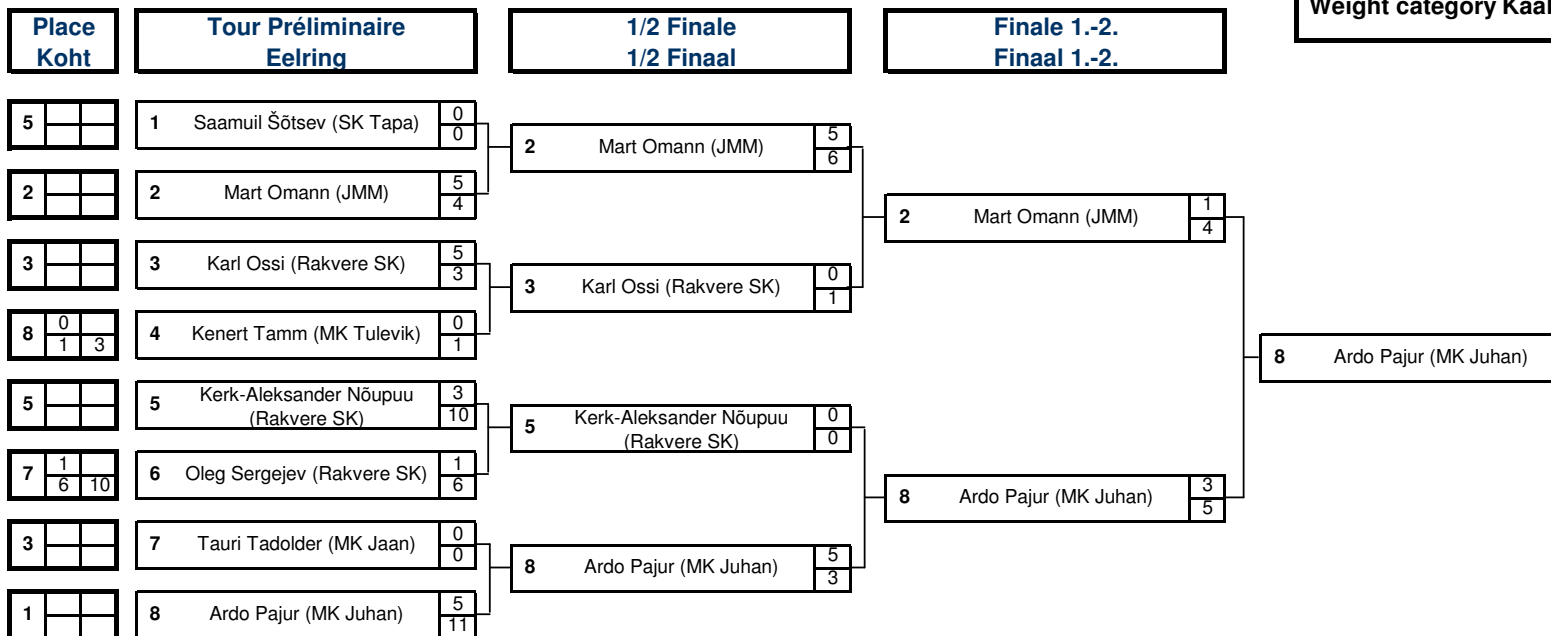 Weight category Kaal
Place
Koht
Tour Préliminaire
Eelring
1/2 Finale
1/2 Finaal
Finale 1.-2.
Finaal 1.-2.
5
1 Saamuil Šõtsev (SK Tapa) 0
0
2
2 Mart Omann (JMM) 5
4
3
3 Karl Ossi (Rakvere SK) 5
3
8 0
1 3
4 Kenert Tamm (MK Tulevik) 0
1
5
5 Kerk-Aleksander Nõupuu
(Rakvere SK) 3
10
7 1
6 10
6 Oleg Sergejev (Rakvere SK) 1
6
3
7 Tauri Tadolder (MK Jaan) 0
0
1
8 Ardo Pajur (MK Juhan) 5
11
2 Mart Omann (JMM) 5
6
3 Karl Ossi (Rakvere SK) 0
1
5 Kerk-Aleksander Nõupuu
(Rakvere SK) 0
0
8 Ardo Pajur (MK Juhan) 5
3
2 Mart Omann (JMM) 1
4
8 Ardo Pajur (MK Juhan) 3
5
8 Ardo Pajur (MK Juhan)